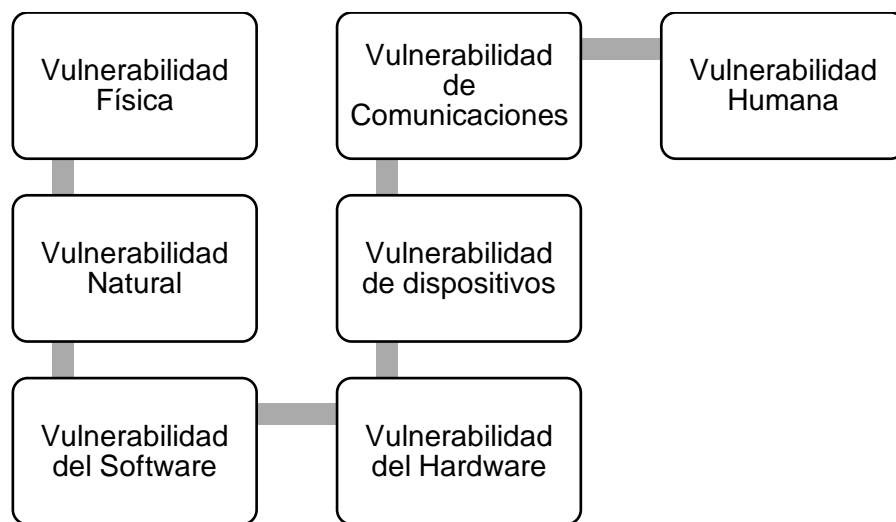 Vulnerabilidad
Física
Vulnerabilidad
Natural
Vulnerabilidad
del Software
Vulnerabilidad
del Hardware
Vulnerabilidad
de dispositivos
Vulnerabilidad
de
Comunicaciones
Vulnerabilidad
Humana